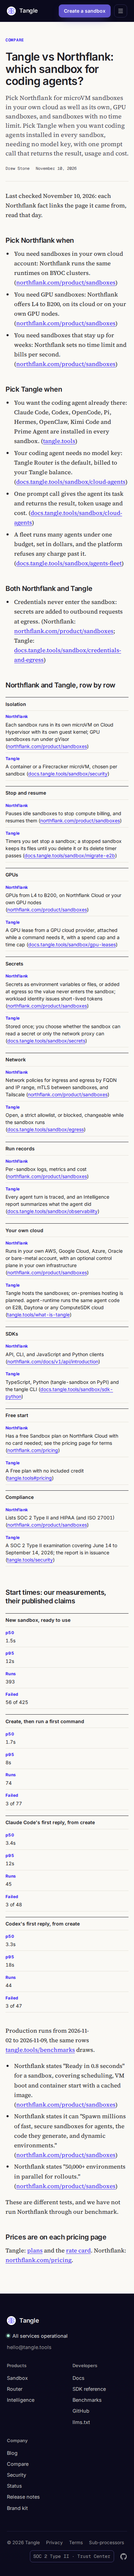 Tangle
Create a sandbox
COMPARE
Tangle vs Northflank:
which sandbox for
coding agents?
Pick Northflank for microVM sandboxes
in your own cloud as well as its own, GPU
sandboxes, and sandboxes with no time
limit. Pick Tangle when you want coding
agents installed in every sandbox,
needing no command that repeats the
prompt, that returns result, usage and cost.
Drew Stone November 10, 2026
Last checked November 10, 2026: each
Northflank fact links the page it came from,
read that day.
Pick Northflank when
You need sandboxes in your own cloud
account: Northflank runs the same
runtimes on BYOC clusters.
(northflank.com/product/sandboxes)
You need GPU sandboxes: Northflank
offers L4 to B200, on its cloud or on your
own GPU nodes.
(northflank.com/product/sandboxes)
You want sandboxes that stay up for
weeks: Northflank sets no time limit and
bills per second.
(northflank.com/product/sandboxes)
Pick Tangle when
You want the coding agent already there:
Claude Code, Codex, OpenCode, Pi,
Hermes, OpenClaw, Kimi Code and
Prime Agent are installed in every
sandbox. (tangle.tools)
Your coding agent needs no model key:
Tangle Router is the default, billed to
your Tangle balance.
(docs.tangle.tools/sandbox/cloud-agents)
One prompt call gives the agent its task
and returns the result, with token usage and
cost. (docs.tangle.tools/sandbox/cloud-
agents)
A fleet runs many agents under one
budget, set in dollars, and the platform
refuses any charge past it.
(docs.tangle.tools/sandbox/agents-fleet)
Both Northflank and Tangle
Credentials never enter the sandbox:
secrets are added to outbound requests
at egress. (Northflank:
northflank.com/product/sandboxes;
Tangle:
docs.tangle.tools/sandbox/credentials-
and-egress)
Northflank and Tangle, row by row
Isolation
Northflank
Each sandbox runs in its own microVM on Cloud
Hypervisor with its own guest kernel; GPU
sandboxes run under gVisor
(northflank.com/product/sandboxes)
Tangle
A container or a Firecracker microVM, chosen per
sandbox (docs.tangle.tools/sandbox/security)
Stop and resume
Northflank
Pauses idle sandboxes to stop compute billing, and
resumes them (northflank.com/product/sandboxes)
Tangle
Timers you set stop a sandbox; a stopped sandbox
keeps its files until you delete it or its delete timer
passes (docs.tangle.tools/sandbox/migrate-e2b)
GPUs
Northflank
GPUs from L4 to B200, on Northflank Cloud or your
own GPU nodes
(northflank.com/product/sandboxes)
Tangle
NVIDIA GPUs
cap (docs.tangle.tools/sandbox/gpu-leases)
Secrets
Northflank
Secrets as environment variables or files, or added
at egress so the value never enters the sandbox;
(northflank.com/product/sandboxes)
Tangle
Stored once; you choose whether the sandbox can
read a secret or only the network proxy can
(docs.tangle.tools/sandbox/secrets)
Network
Northflank
Network policies for ingress and egress by FQDN
(northflank.com/product/sandboxes)
Tangle
Open, a strict allowlist, or blocked, changeable while
the sandbox runs
(docs.tangle.tools/sandbox/egress)
Run records
Northflank
Per-sandbox logs, metrics and cost
(northflank.com/product/sandboxes)
Tangle
Every agent turn is recorded, and an Intelligence
report summarizes what the agent did
(docs.tangle.tools/sandbox/observability)
Your own cloud
Northflank
Runs in your own AWS, Google Cloud, Azure, Oracle
or bare-metal account, with an optional control
plane in your own infrastructure
(northflank.com/product/sandboxes)
Tangle
Tangle hosts the sandboxes; on-premises hosting is
planned. Agent-sandbox runs the same agent code
on E2B, Daytona and ComputeSDK cloud
(tangle.tools/what-is-tangle)
SDKs
Northflank
API, CLI, and JavaScript and Python clients
(northflank.com/docs/v1/api/introduction)
Tangle
TypeScript, Python (tangle-sandbox on PyPI) and
the tangle CLI (docs.tangle.tools/sandbox/sdk-
python)
Free start
Northflank
Has a free Sandbox plan on Northflank Cloud with
no card needed; see the pricing page for terms
(northflank.com/pricing)
Tangle
A Free plan with no included credit
(tangle.tools#pricing)
Compliance
Northflank
Lists SOC 2 Type II and HIPAA (and ISO 27001)
(northflank.com/product/sandboxes)
Tangle
A SOC 2 Type II examination covering June 14 to
September 14, 2026; the report is in issuance
(tangle.tools/security)
Start times: our measurements,
their published claims
New sandbox, ready to use
p50
1.5s
p95
12s
Runs
393
Failed
56 of 425
Create, then run a first command
p50
1.7s
p95
8s
Runs
74
Failed
3 of 77
Claude Code's first reply, from create
p50
3.4s
p95
12s
Runs
45
Failed
3 of 48
Codex's first reply, from create
p50
3.3s
p95
18s
Runs
44
Failed
3 of 47
Production runs from 2026-11-
02 to 2026-11-09, the same rows
tangle.tools/benchmarks draws.
Northflank states "Ready in 0.8 seconds"
for a sandbox, covering scheduling, VM
boot and container start with a cached
image.
(northflank.com/product/sandboxes)
Northflank states it can "Spawn millions
of fast, secure sandboxes for agents, the
code they author, and their dynamic
environments."
(northflank.com/product/sandboxes)
Northflank states "50,000+ environments
in parallel for rollouts."
(northflank.com/product/sandboxes)
These are different tests, and we have not
run Northflank through our benchmark.
Prices are on each pricing page
Tangle: plans and the rate card. Northflank:
northflank.com/pricing.
Tangle
All services operational
hello@tangle.tools
Products
Sandbox
Router
Intelligence
Developers
Docs
SDK reference
Benchmarks
GitHub
llms.txt
Company
Blog
Compare
Security
Status
Release notes
Brand kit
© 2026 Tangle Privacy Terms Sub-processors
SOC 2 Type II · Trust Center